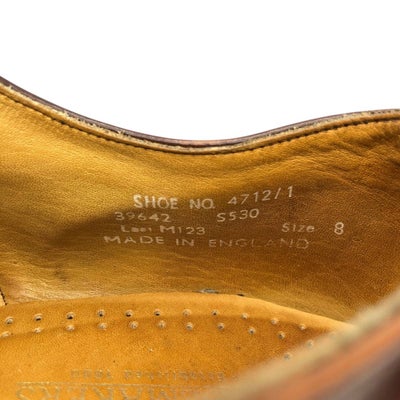 SHOE NO. 4712/1
39642 S530
Last M123 Size 8
MADE IN ENGLAND